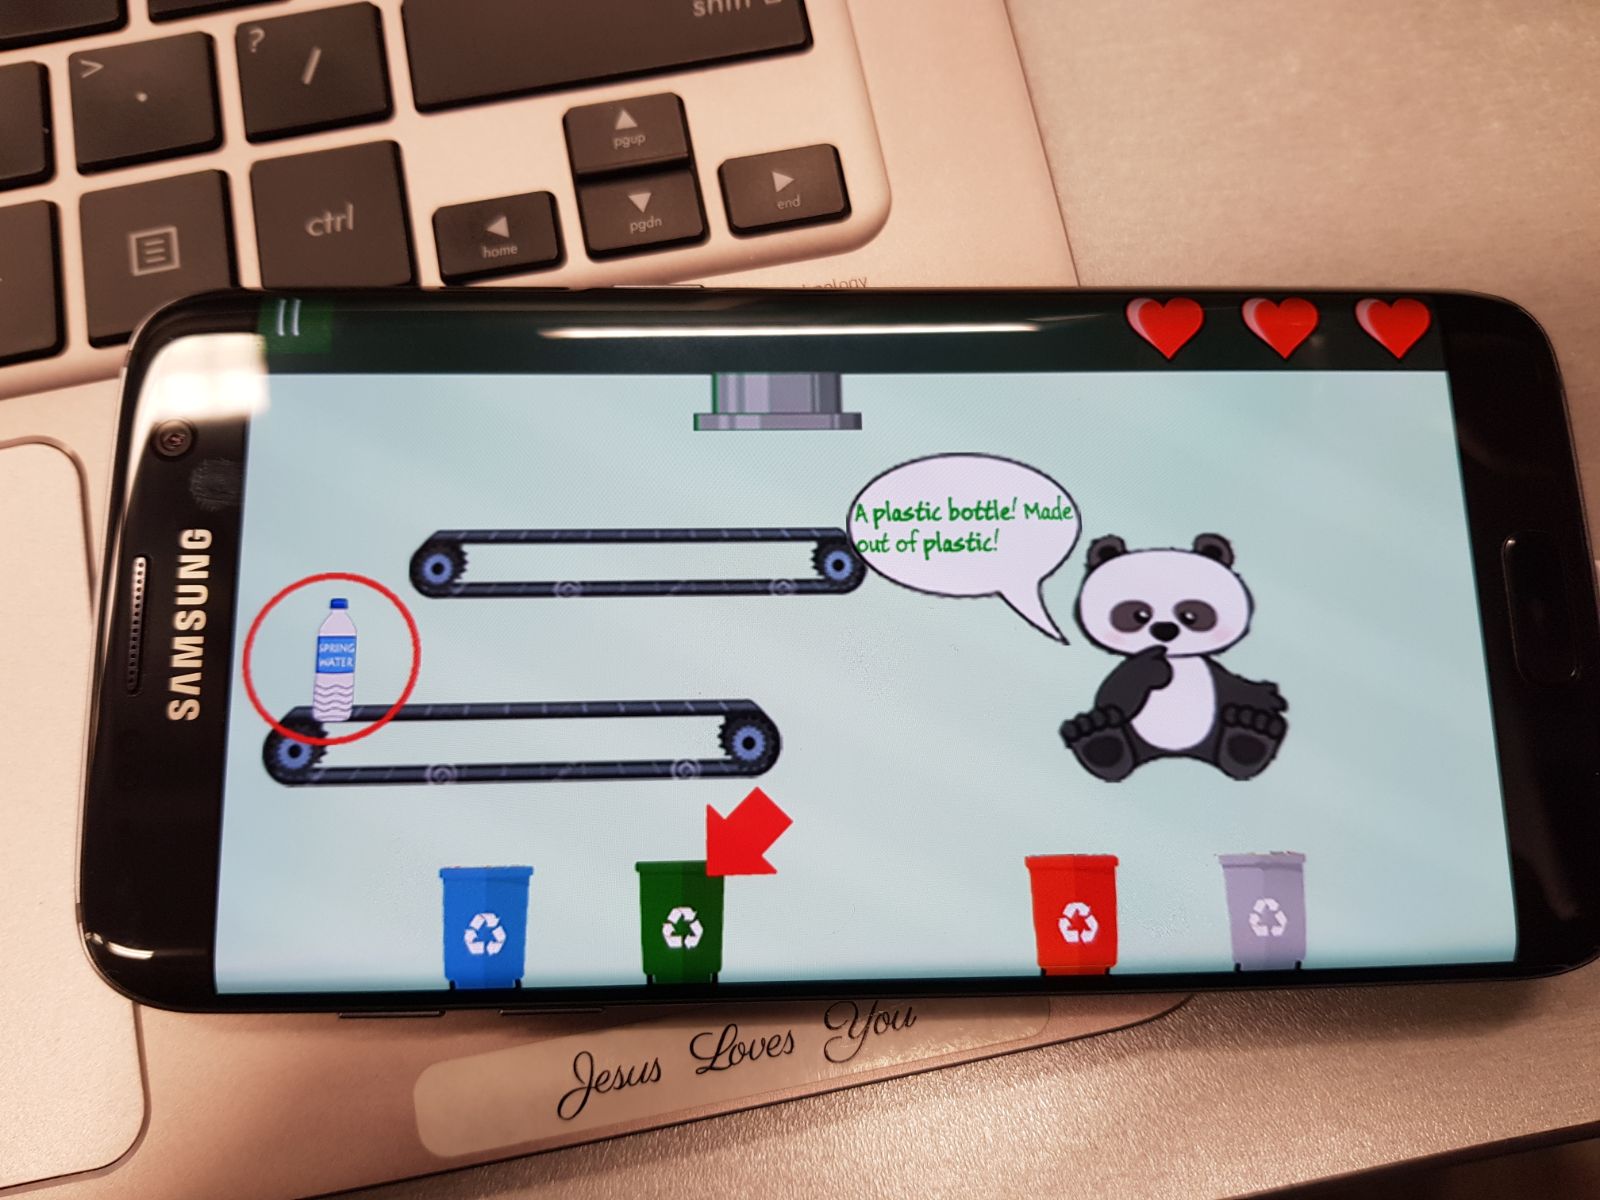 shift
?
/
>
.
pgup
ctrl
home
pgdn
end
SAMSUNG
A plastic bottle! Made
out of plastic!
SPRING
WATER
Jesus Loves You